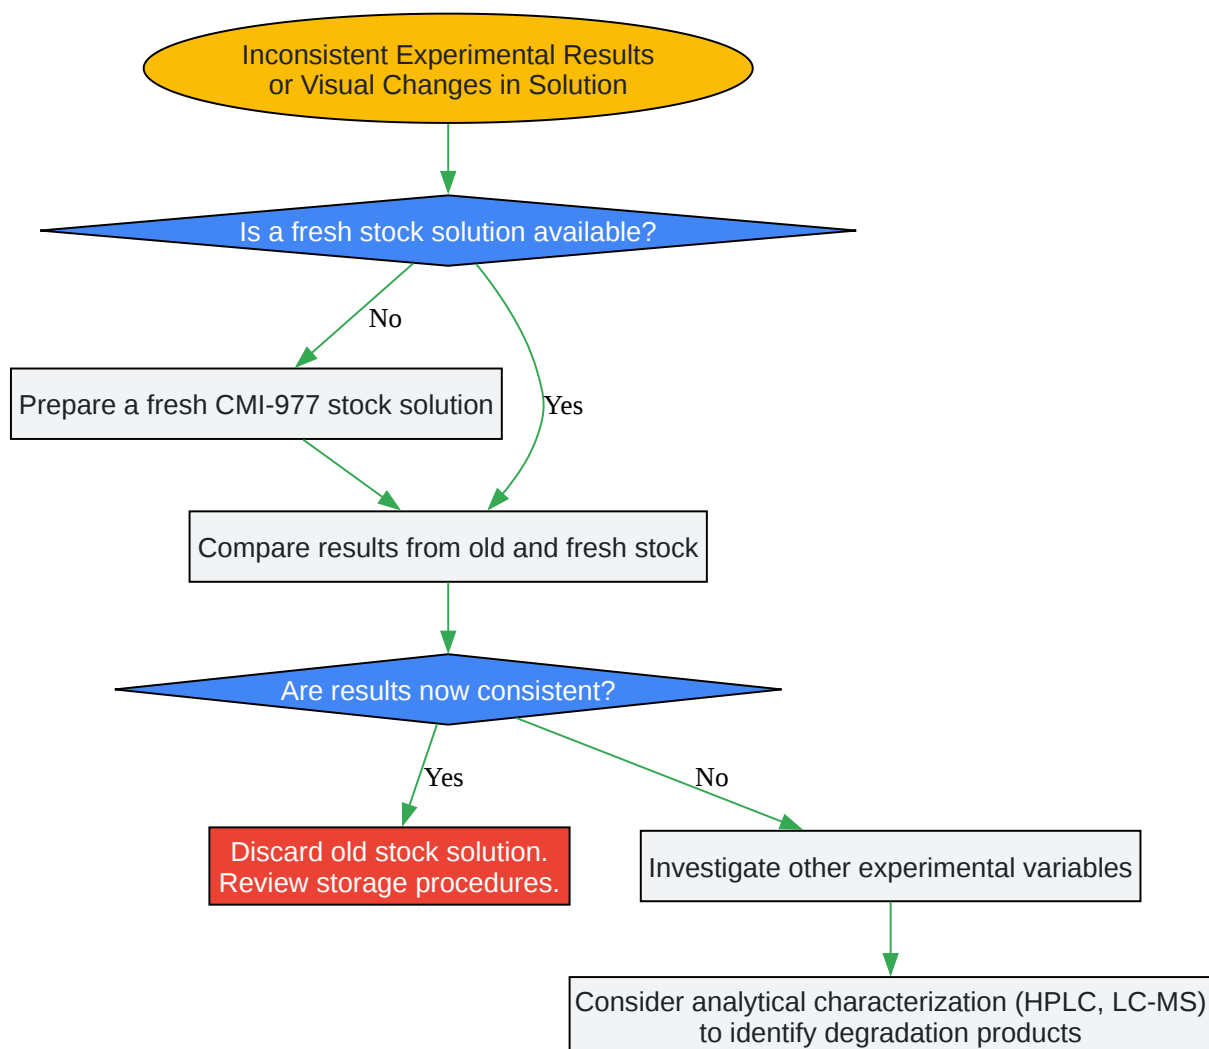 Inconsistent Experimental Results
or Visual Changes in Solution
Is a fresh stock solution available?
No
Yes
Prepare a fresh CMI-977 stock solution
Compare results from old and fresh stock
Are results now consistent?
Yes
No
Discard old stock solution.
Review storage procedures.
Investigate other experimental variables
Consider analytical characterization (HPLC, LC-MS)
to identify degradation products